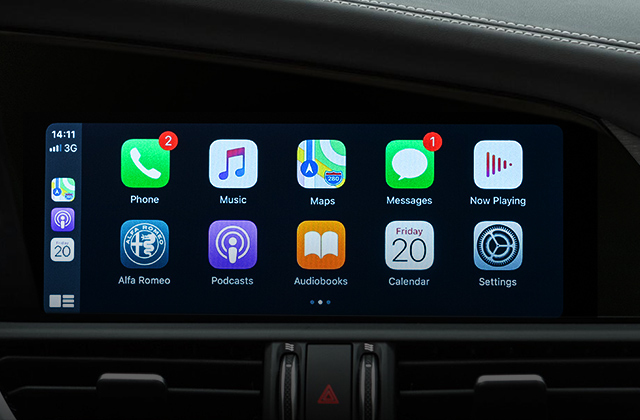 14:11
3G
2
1
280
Phone
Music
Maps
Messages
Now Playing
20
ALFA ROMEO
Friday
20
Alfa Romeo
Podcasts
Audiobooks
Calendar
Settings